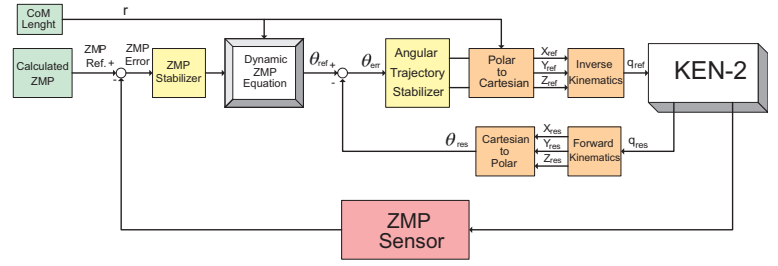 CoM
Lenght
r
Calculated
ZMP
ZMP
Ref.
+
-
ZMP
Error
ZMP
Stabilizer
Dynamic
ZMP
Equation
θref
+
-
θerr
Angular
Trajectory
Stabilizer
Polar
to
Cartesian
Xref
Yref
Zref
Inverse
Kinematics
qref
KEN-2
θres
Cartesian
to
Polar
Xres
Yres
Zres
Forward
Kinematics
qres
ZMP
Sensor